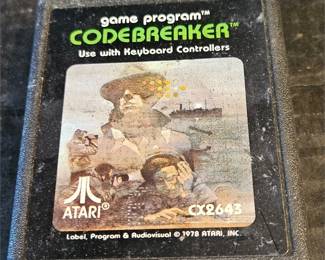 game program™
CODEBREAKER™
Use with Keyboard Controllers
ATARI®
CX2643
Label, Program & Audiovisual © 1978 ATARI, INC.